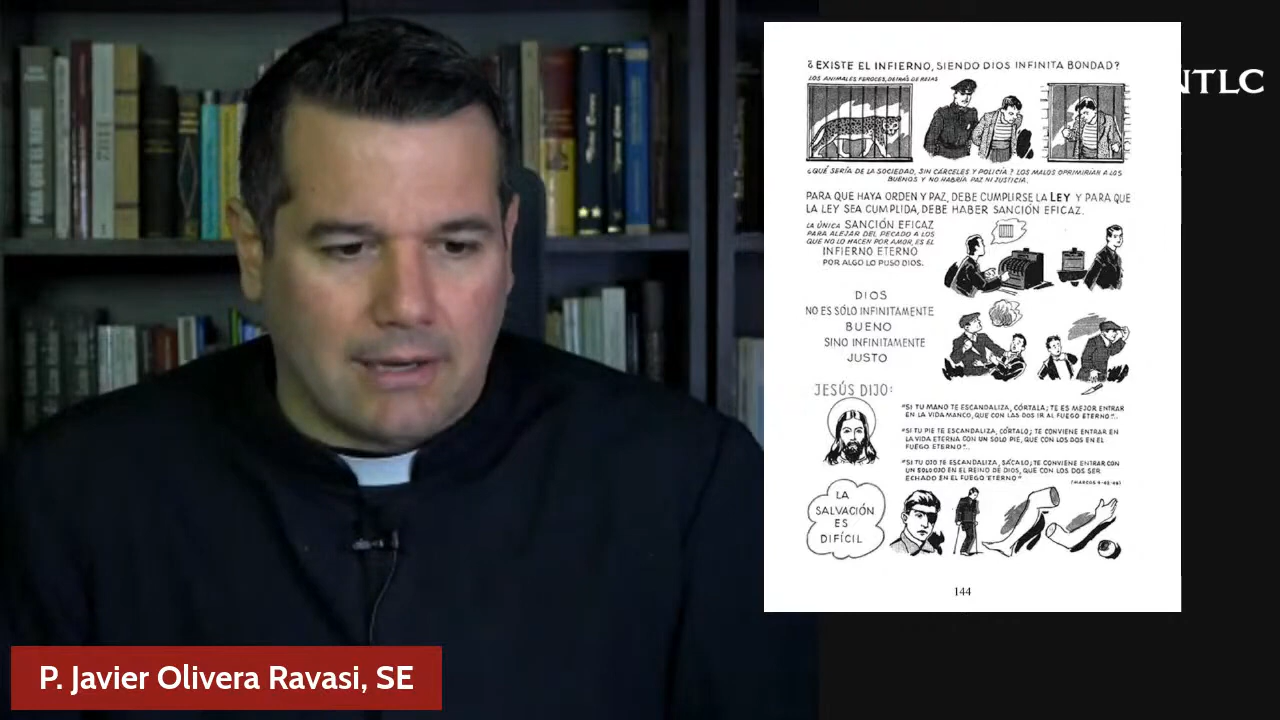 ¿EXISTE EL INFIERNO, SIENDO DIOS INFINITA BONDAD?
LOS ANIMALES FEROCES, DETRÁS DE REJAS
¿QUÉ SERÍA DE LA SOCIEDAD, SIN CÁRCELES Y POLICÍA? LOS MALOS OPRIMIRÍAN A LOS
BUENOS Y NO HABRÍA PAZ NI JUSTICIA.
PARA QUE HAYA ORDEN Y PAZ, DEBE CUMPLIRSE LA LEY Y PARA QUE
LA LEY SEA CUMPLIDA, DEBE HABER SANCIÓN EFICAZ.
LA ÚNICA SANCIÓN EFICAZ
PARA ALEJAR DEL PECADO A LOS
QUE NO LO HACEN POR AMOR, ES EL
INFIERNO ETERNO
POR ALGO LO PUSO DIOS.
DIOS
NO ES SÓLO INFINITAMENTE
BUENO
SINO INFINITAMENTE
JUSTO
JESÚS DIJO:
"SI TU MANO TE ESCANDALIZA, CÓRTALA; TE ES MEJOR ENTRAR
EN LA VIDA MANCO, QUE CON LAS DOS IR AL FUEGO ETERNO"...
"SI TU PIE TE ESCANDALIZA, CÓRTALO; TE CONVIENE ENTRAR EN
LA VIDA ETERNA CON UN SOLO PIE, QUE CON LOS DOS EN EL
FUEGO ETERNO"...
"SI TU OJO TE ESCANDALIZA, SÁCALO; TE CONVIENE ENTRAR CON
UN SOLO OJO EN EL REINO DE DIOS, QUE CON LOS DOS SER
ECHADO EN EL FUEGO ETERNO"
LA
SALVACIÓN
ES
DIFÍCIL
144
NTLC
P. Javier Olivera Ravasi, SE